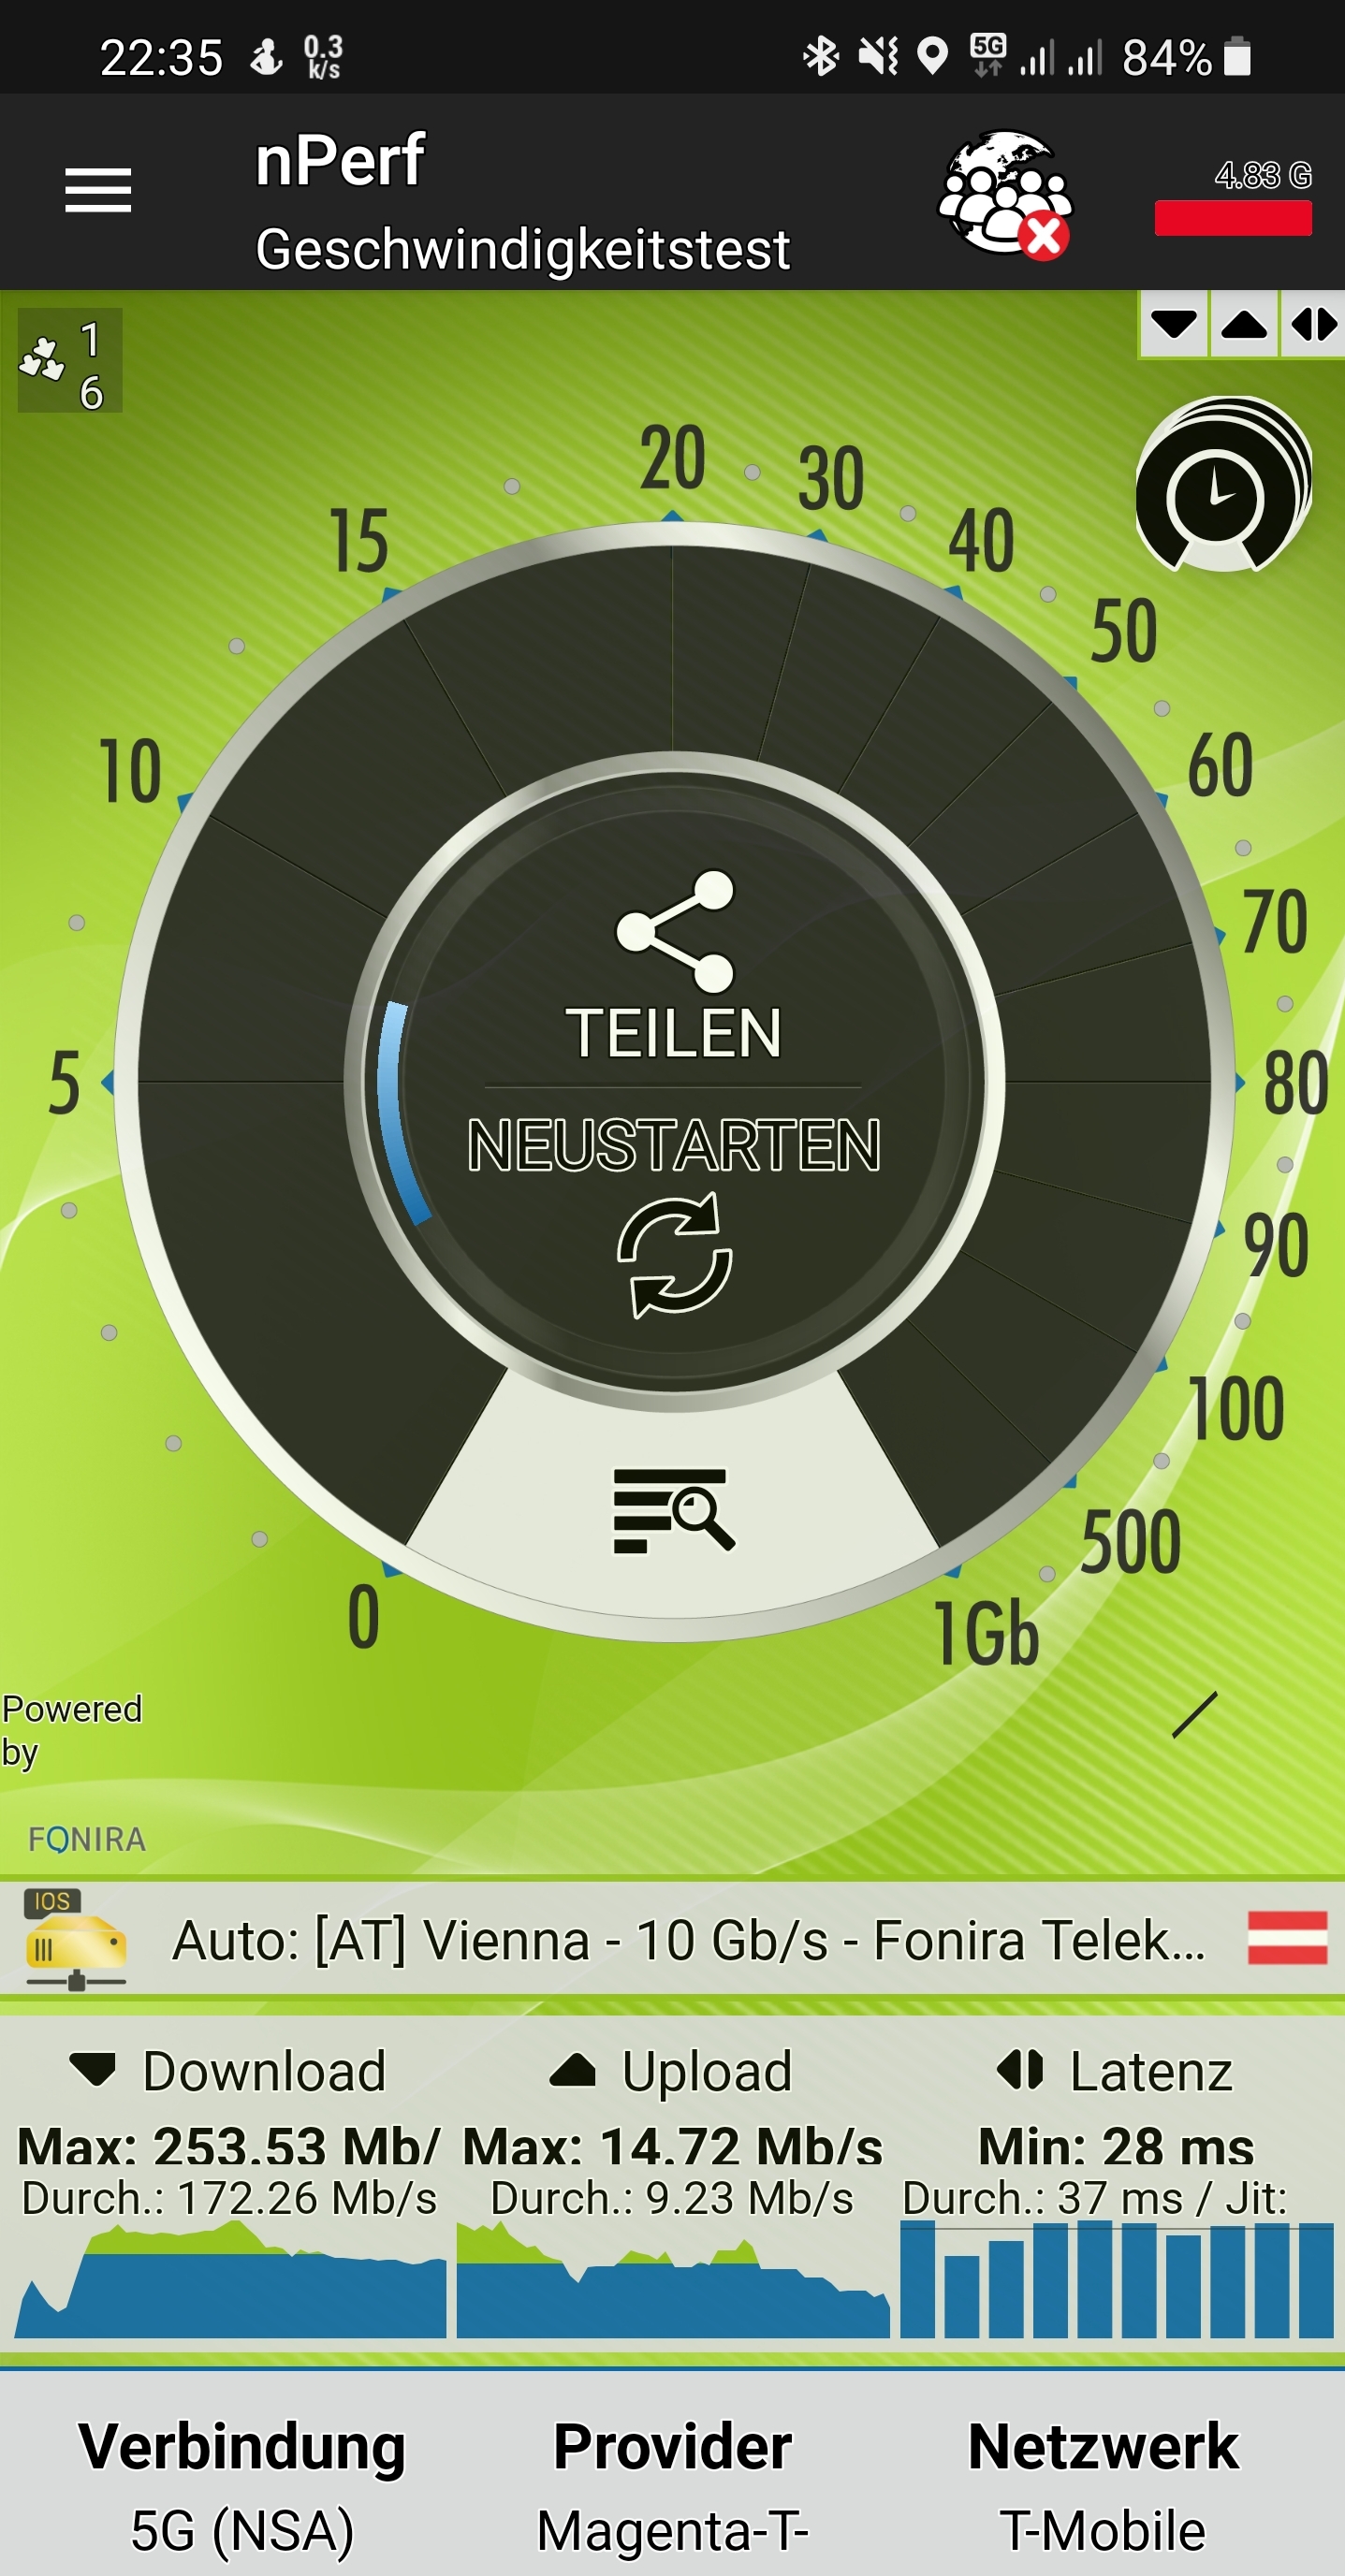 22:35
0.3
k/s
5G
84%
nPerf
Geschwindigkeitstest
4.83 G
1
6
20
30
15
40
50
10
60
70
5
80
TEILEN
NEUSTARTEN
90
100
500
0
1Gb
Powered
by
FONIRA
IOS
Auto: [AT] Vienna - 10 Gb/s - Fonira Telek...
Download
Upload
Latenz
Max: 253.53 Mb/
Max: 14.72 Mb/s
Min: 28 ms
Durch.: 172.26 Mb/s
Durch.: 9.23 Mb/s
Durch.: 37 ms / Jit:
Verbindung
Provider
Netzwerk
5G (NSA)
Magenta-T-
T-Mobile